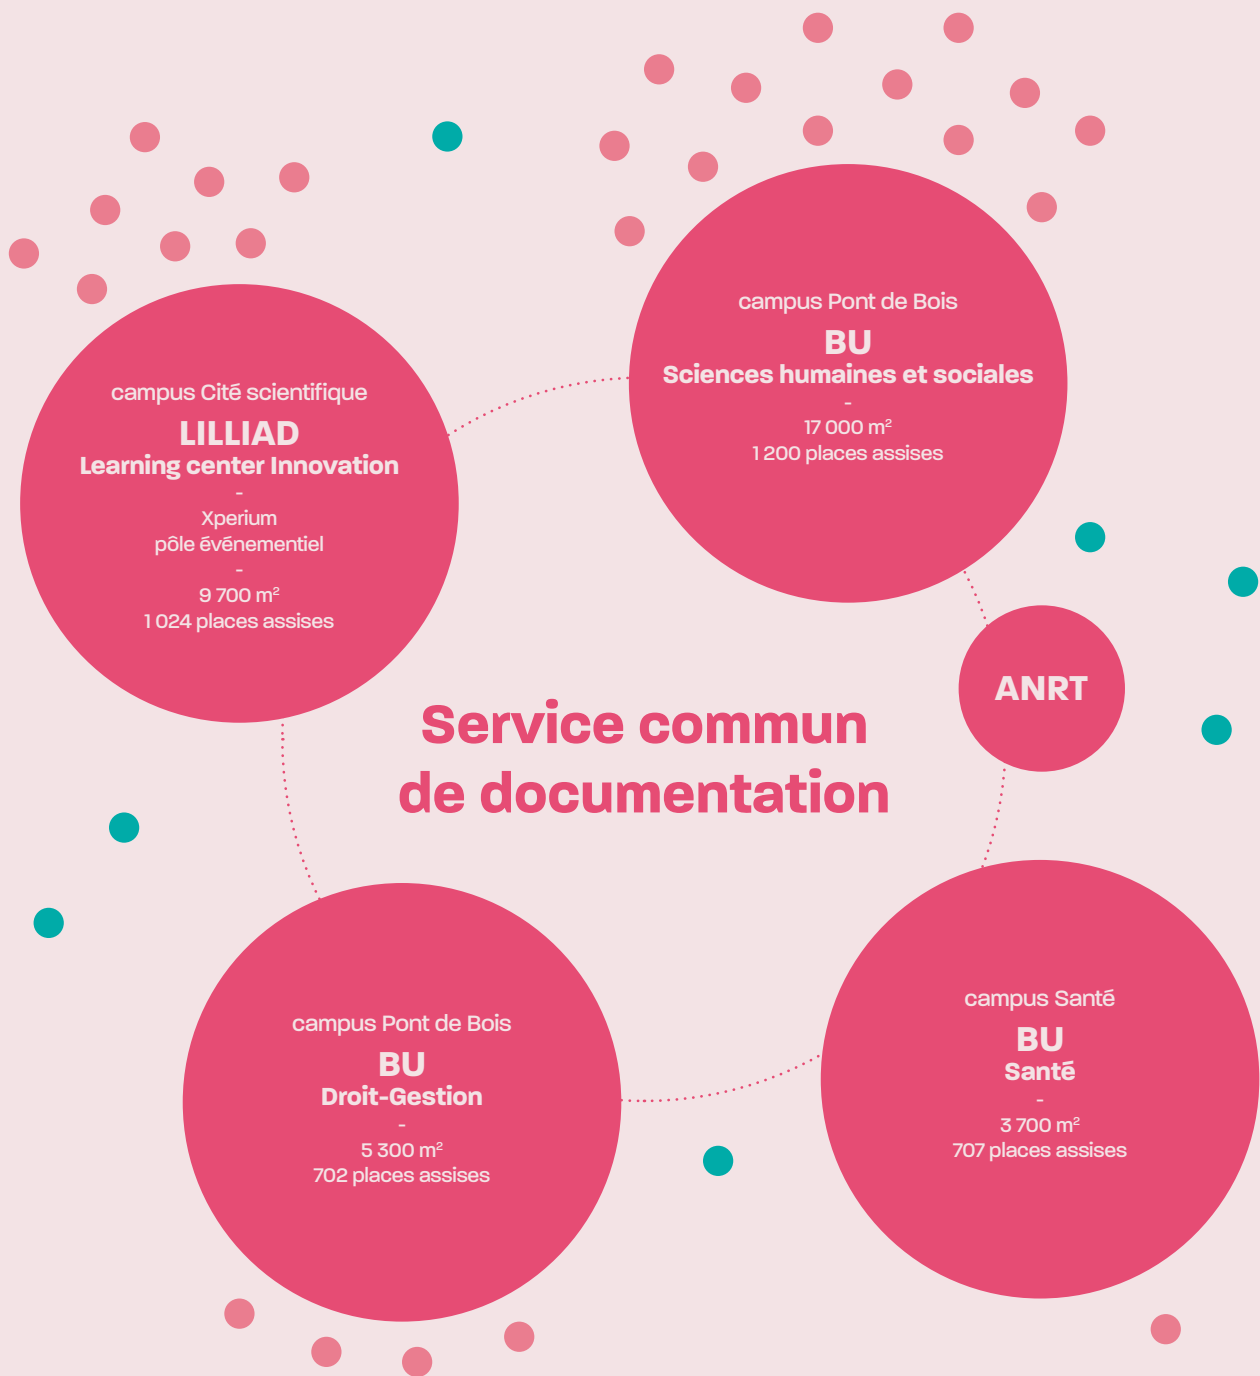 campus Pont de Bois
BU
Sciences humaines et sociales
-
17 000 m²
1 200 places assises
campus Cité scientifique
LILLIAD
Learning center Innovation
-
Xperium
pôle événementiel
-
9 700 m²
1 024 places assises
ANRT
Service commun
de documentation
campus Pont de Bois
BU
Droit-Gestion
-
5 300 m²
702 places assises
campus Santé
BU
Santé
-
3 700 m²
707 places assises